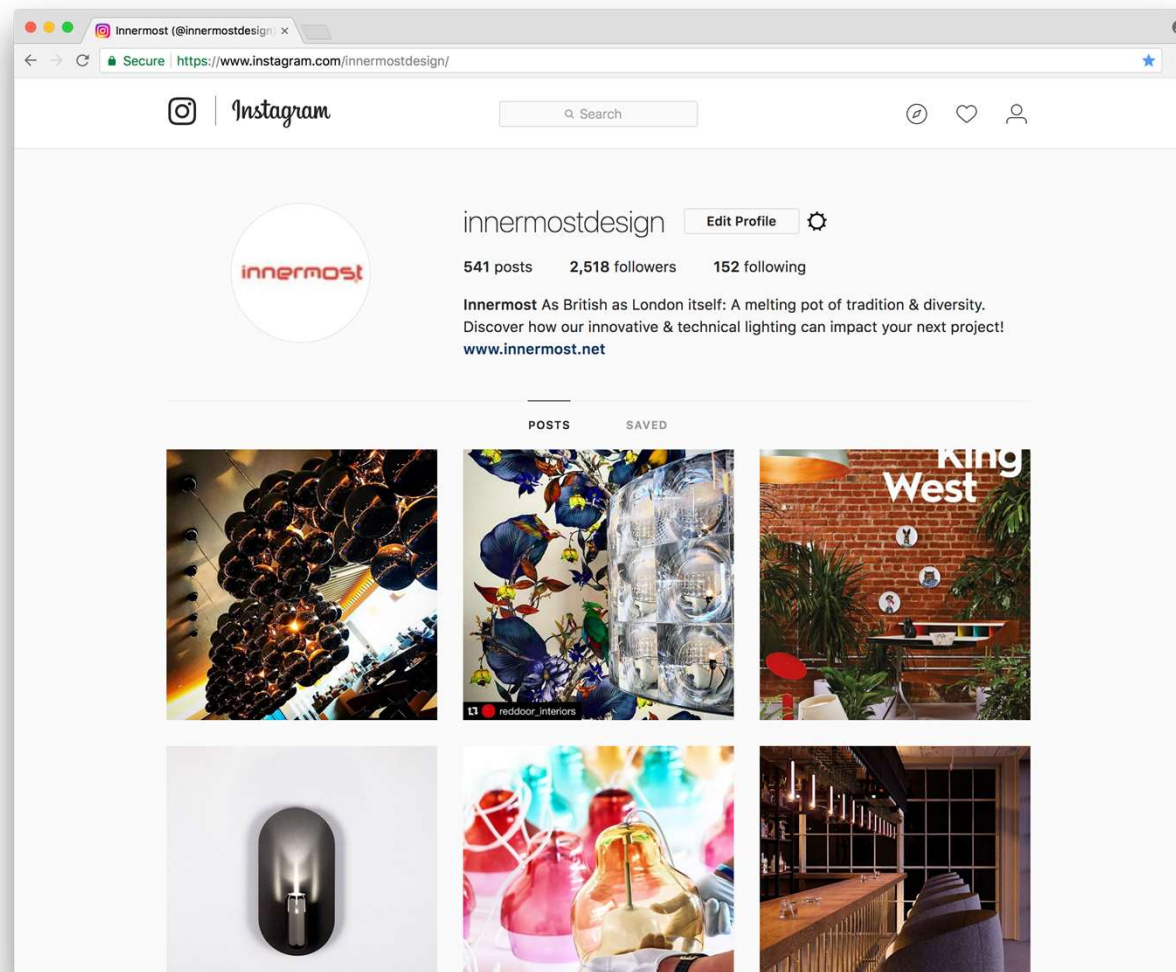 Innermost (@innermostdesign)
Secure https://www.instagram.com/innermostdesign/
Instagram
Search
innermost
innermostdesign Edit Profile
541 posts 2,518 followers 152 following
Innermost As British as London itself: A melting pot of tradition & diversity.
Discover how our innovative & technical lighting can impact your next project!
www.innermost.net
POSTS SAVED
King
West
reddoor_interiors